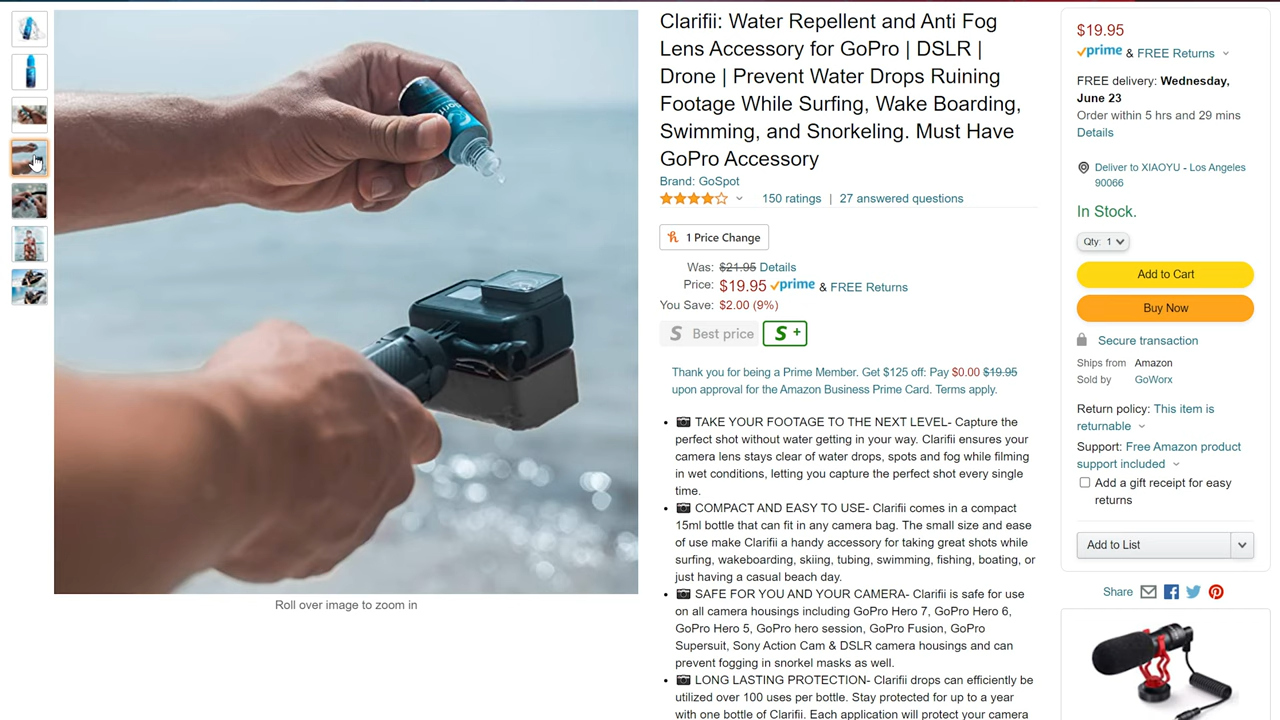 Clarifii: Water Repellent and Anti Fog
Lens Accessory for GoPro | DSLR |
Drone | Prevent Water Drops Ruining
Footage While Surfing, Wake Boarding,
Swimming, and Snorkeling. Must Have
GoPro Accessory
Brand: GoSpot
150 ratings | 27 answered questions
1 Price Change
Was: $21.95 Details
Price: $19.95 prime & FREE Returns
You Save: $2.00 (9%)
S Best price S +
Thank you for being a Prime Member. Get $125 off: Pay $0.00 $19.95
upon approval for the Amazon Business Prime Card. Terms apply.
• TAKE YOUR FOOTAGE TO THE NEXT LEVEL- Capture the
perfect shot without water getting in your way. Clarifii ensures your
camera lens stays clear of water drops, spots and fog while filming
in wet conditions, letting you capture the perfect shot every single
time.
• COMPACT AND EASY TO USE- Clarifii comes in a compact
15ml bottle that can fit in any camera bag. The small size and ease
of use make Clarifii a handy accessory for taking great shots while
surfing, wakeboarding, skiing, tubing, swimming, fishing, boating, or
just having a casual beach day.
• SAFE FOR YOU AND YOUR CAMERA- Clarifii is safe for use
on all camera housings including GoPro Hero 7, GoPro Hero 6,
GoPro Hero 5, GoPro hero session, GoPro Fusion, GoPro
Supersuit, Sony Action Cam & DSLR camera housings and can
prevent fogging in snorkel masks as well.
• LONG LASTING PROTECTION- Clarifii drops can efficiently be
utilized over 100 uses per bottle. Stay protected for up to a year
with one bottle of Clarifii. Each application will protect your camera
Roll over image to zoom in
$19.95
prime & FREE Returns
FREE delivery: Wednesday,
June 23
Order within 5 hrs and 29 mins
Details
Deliver to XIAOYU - Los Angeles
90066
In Stock.
Qty: 1
Add to Cart
Buy Now
Secure transaction
Ships from Amazon
Sold by GoWorx
Return policy: This item is
returnable
Support: Free Amazon product
support included
Add a gift receipt for easy
returns
Add to List
Share